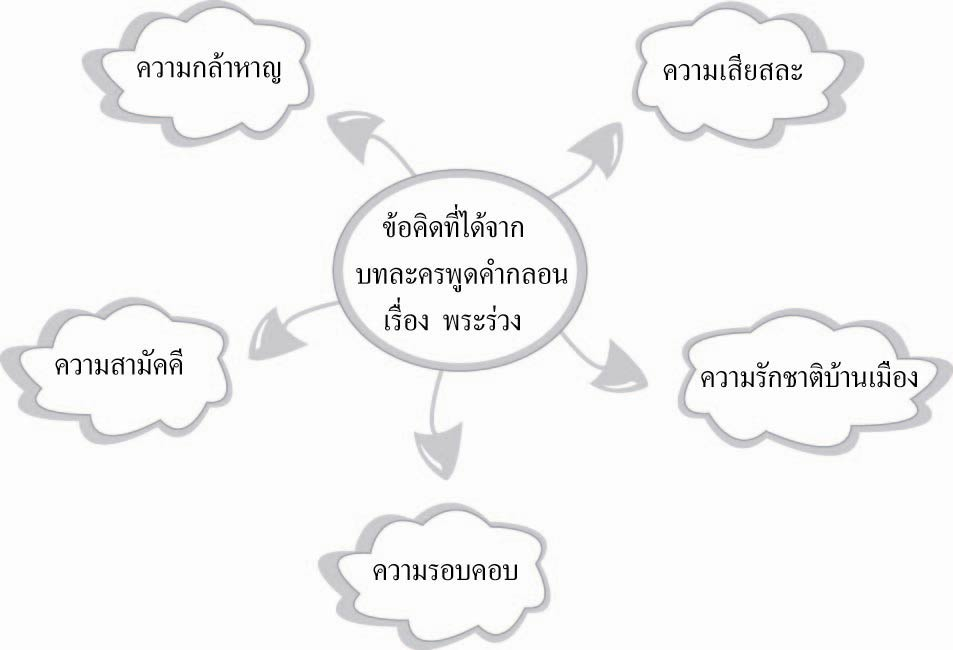 ความกล้าหาญ
ความเสียสละ
ข้อคิดที่ได้จาก
บทละครพูดคำกลอน
เรื่อง พระร่วง
ความสามัคคี
ความรักชาติบ้านเมือง
ความรอบคอบ